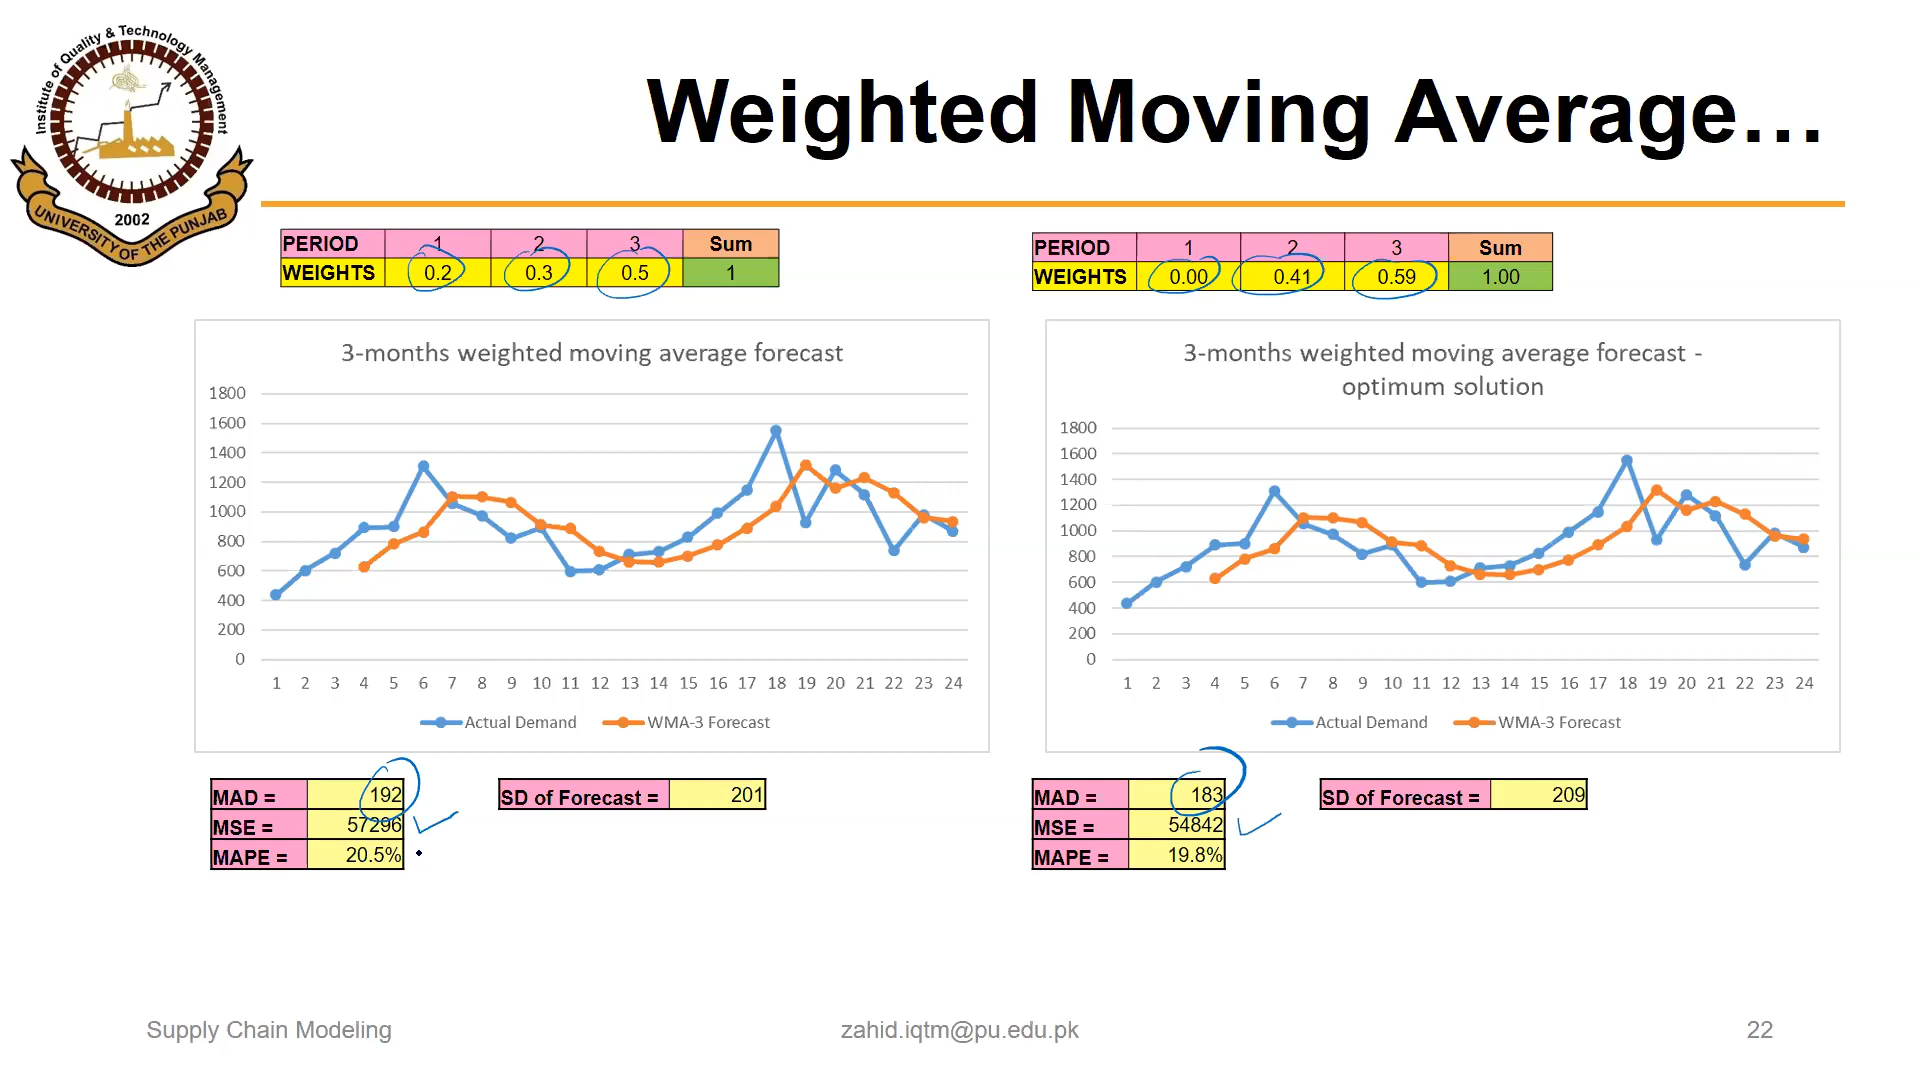 Institute of Quality & Technology Management
2002
UNIVERSITY OF THE PUNJAB
Weighted Moving Average...
PERIOD 1 2 3 Sum
WEIGHTS 0.2 0.3 0.5 1
PERIOD 1 2 3 Sum
WEIGHTS 0.00 0.41 0.59 1.00
3-months weighted moving average forecast
1800
1600
1400
1200
1000
800
600
400
200
0
1 2 3 4 5 6 7 8 9 10 11 12 13 14 15 16 17 18 19 20 21 22 23 24
Actual Demand WMA-3 Forecast
3-months weighted moving average forecast -
optimum solution
1800
1600
1400
1200
1000
800
600
400
200
0
1 2 3 4 5 6 7 8 9 10 11 12 13 14 15 16 17 18 19 20 21 22 23 24
Actual Demand WMA-3 Forecast
MAD = 192
MSE = 57296
MAPE = 20.5%
SD of Forecast = 201
MAD = 183
MSE = 54842
MAPE = 19.8%
SD of Forecast = 209
Supply Chain Modeling
zahid.iqtm@pu.edu.pk
22